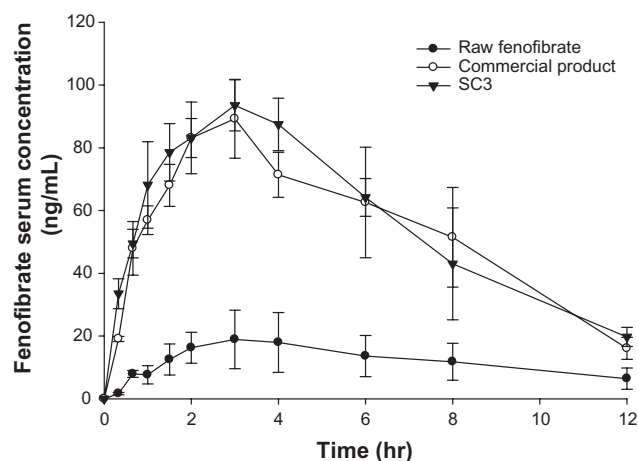 120
100
80
60
40
20
0
Fenofibrate serum concentration
(ng/mL)
Raw fenofibrate
Commercial product
SC3
0 2 4 6 8 10 12
Time (hr)